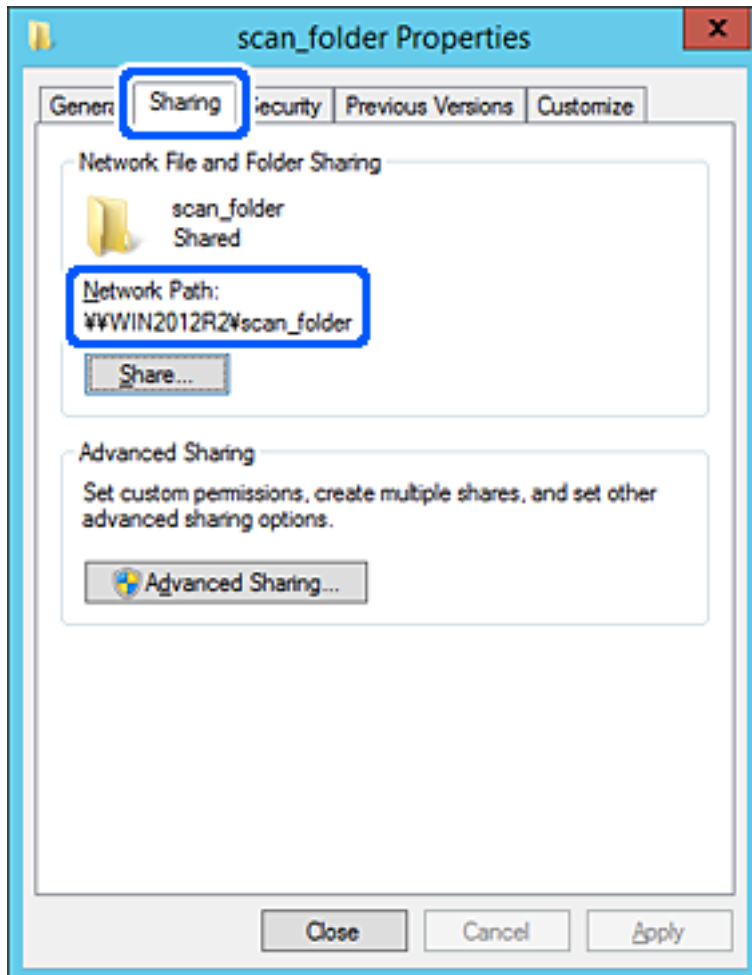 scan_folder Properties
x
Genera Sharing ecurity Previous Versions Customize
Network File and Folder Sharing
scan_folder
Shared
Network Path:
¥¥WIN2012R2¥scan_folder
Share...
Advanced Sharing
Set custom permissions, create multiple shares, and set other
advanced sharing options.
Advanced Sharing...
Close Cancel Apply